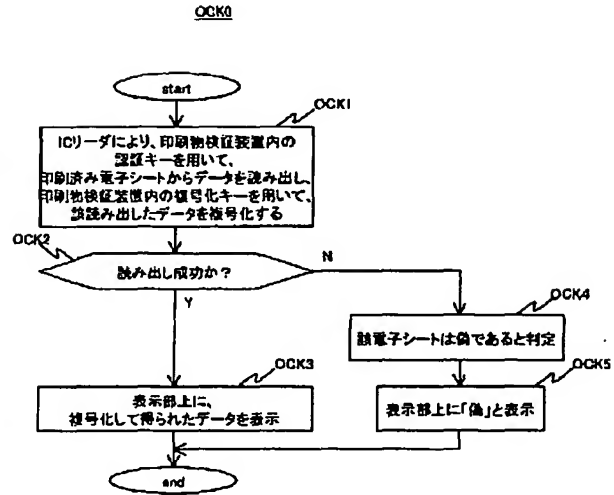 OCK0
start
OCK1
ICリーダにより、印刷物検証装置内の
認証キーを用いて、
印刷済み電子シートからデータを読み出し、
印刷物検証装置内の複号化キーを用いて、
該読み出したデータを複号化する
OCK2
読み出し成功か？
N
Y
OCK4
該電子シートは偽であると判定
OCK3
OCK5
表示部上に、
複号化して得られたデータを表示
表示部上に「偽」と表示
end